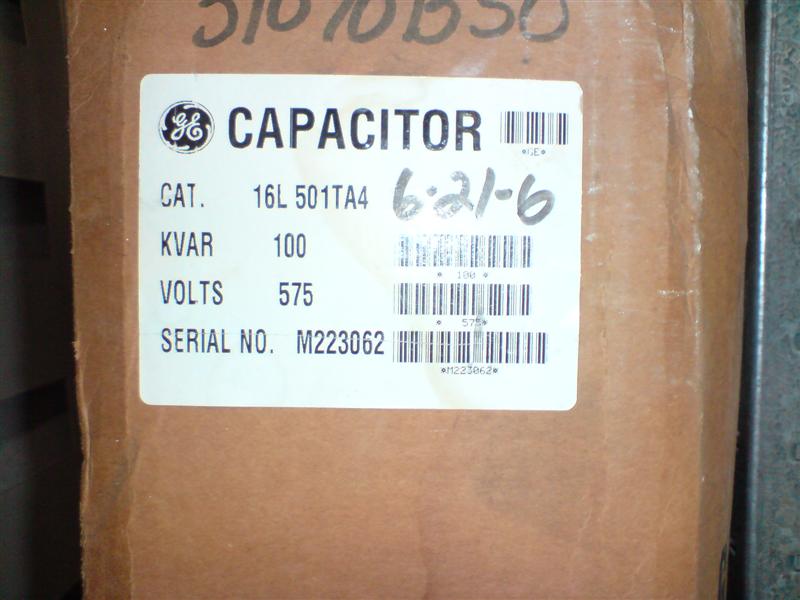 GE CAPACITOR
*GE*
CAT. 16L 501TA4 6-21-6
KVAR 100
* 100 *
VOLTS 575
* 575*
SERIAL NO. M223062
*M223062*